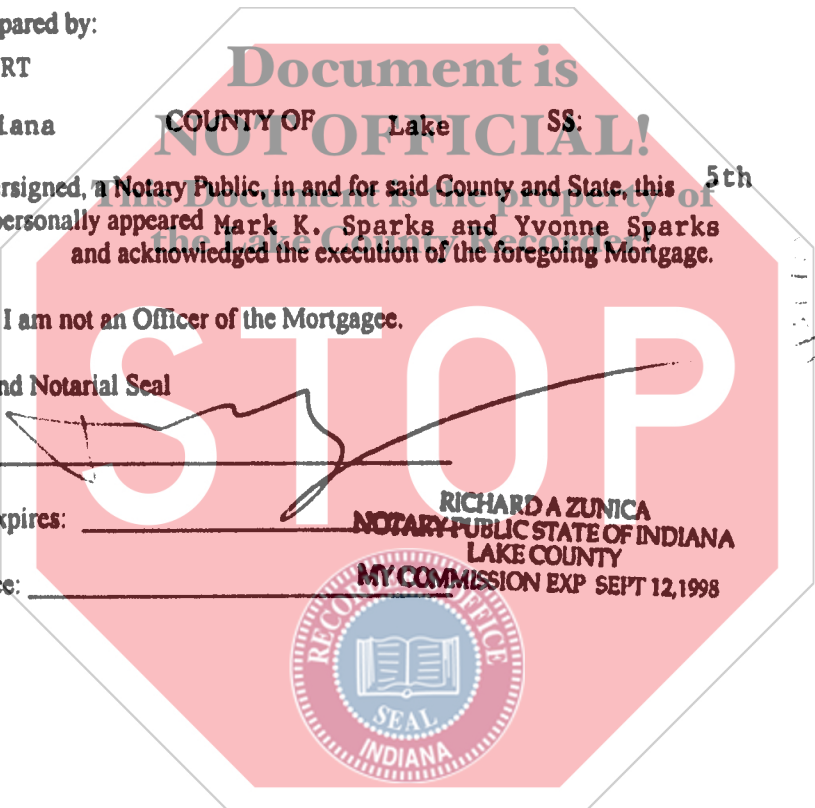 pared by:
RT
Document is
NOT OFFICIAL!
This Document is the property of
the Lake County Recorder!
iana COUNTY OF Lake SS:
ersigned, a Notary Public, in and for said County and State, this 5th
personally appeared Mark K. Sparks and Yvonne Sparks
and acknowledged the execution of the foregoing Mortgage.
I am not an Officer of the Mortgagee.
nd Notarial Seal
STOP
xpires:
ce:
RICHARD A ZUNICA
NOTARY PUBLIC STATE OF INDIANA
LAKE COUNTY
MY COMMISSION EXP SEPT 12,1998
SEAL
INDIANA